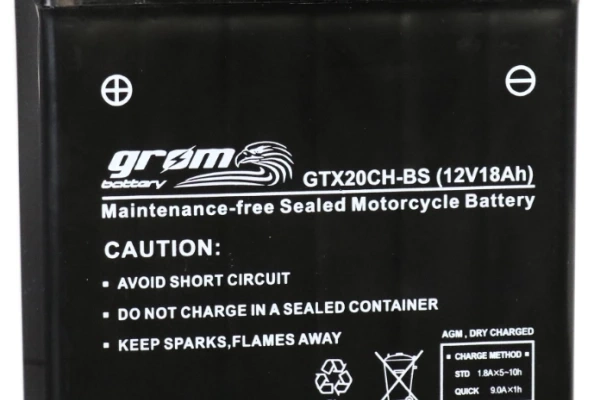 grom
battery
GTX20CH-BS (12V18Ah)
Maintenance-free Sealed Motorcycle Battery
CAUTION:
▪ AVOID SHORT CIRCUIT
▪ DO NOT CHARGE IN A SEALED CONTAINER
▪ KEEP SPARKS,FLAMES AWAY
AGM , DRY CHARGED
▪ CHARGE METHOD ▪
STD 1.8A×5~10h
QUICK 9.0A×1h